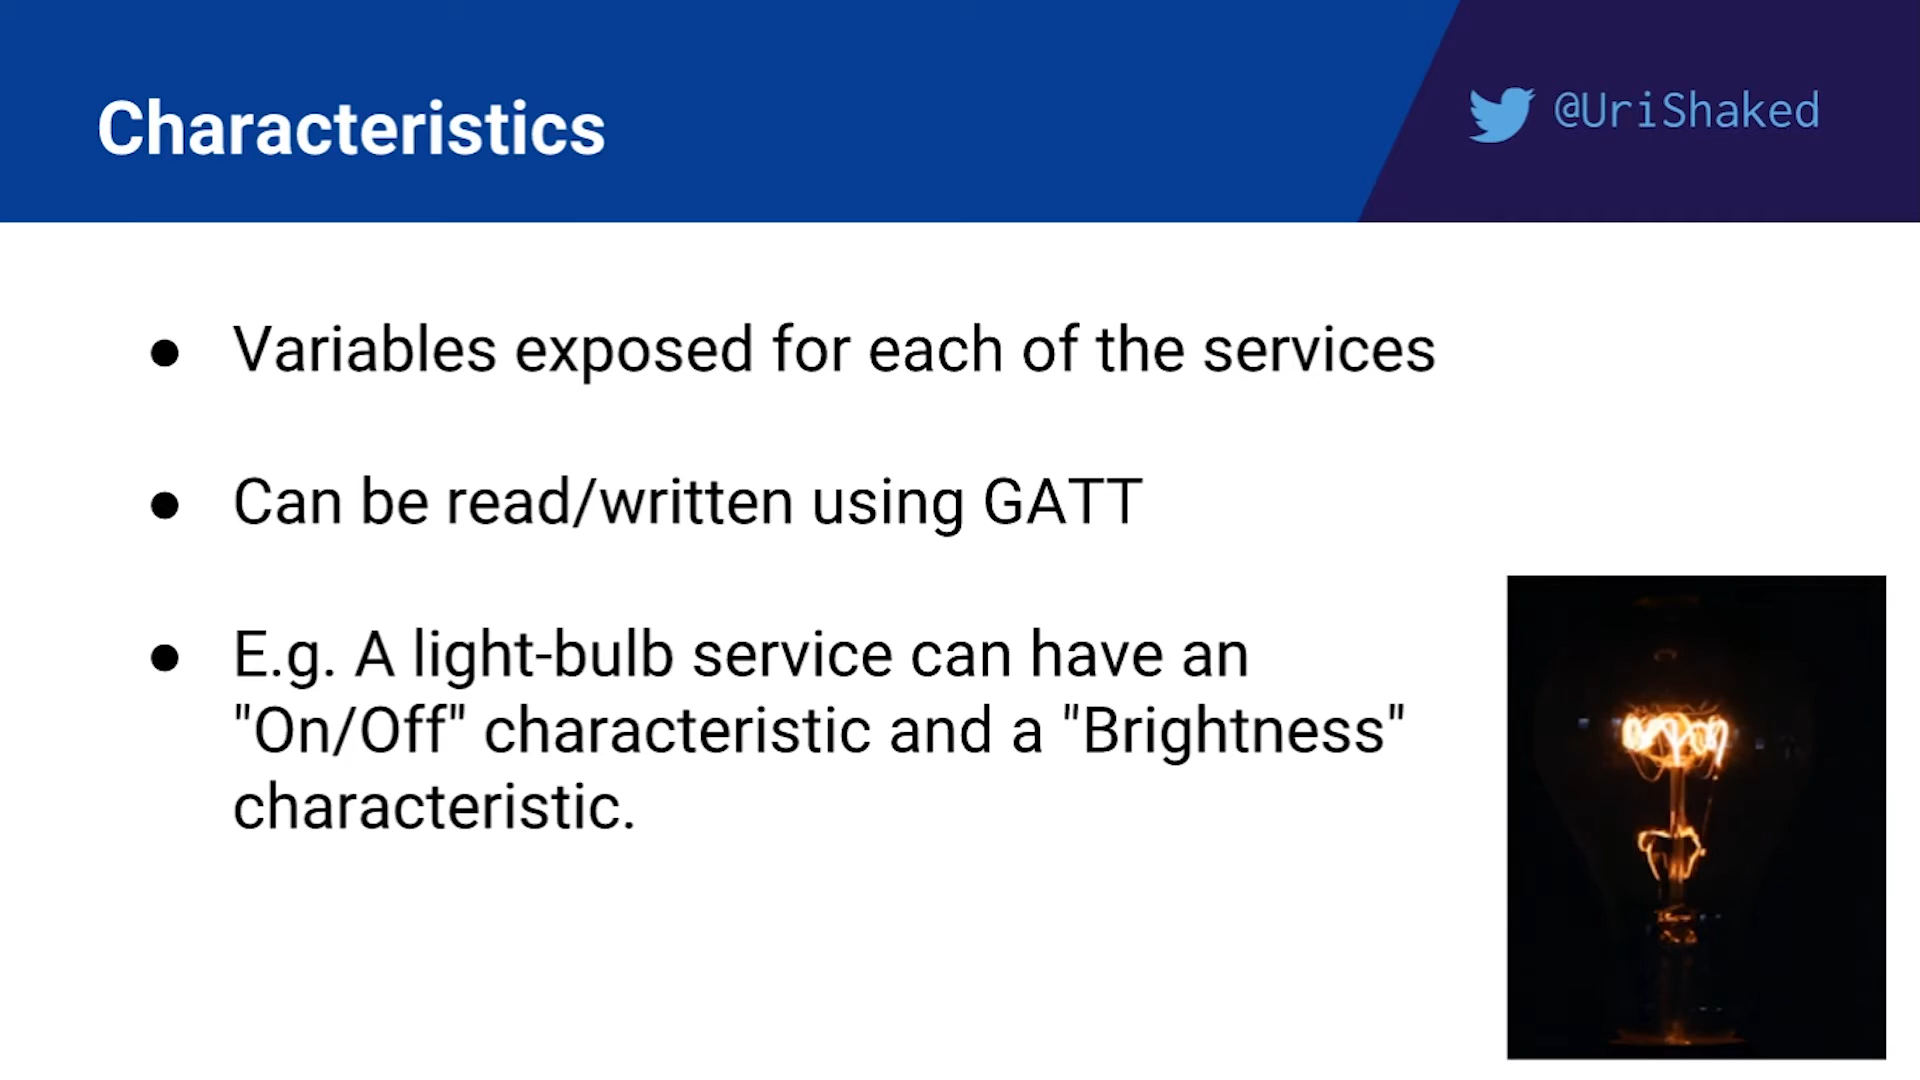 Characteristics
@UriShaked
● Variables exposed for each of the services
● Can be read/written using GATT
● E.g. A light-bulb service can have an
"On/Off" characteristic and a "Brightness"
characteristic.